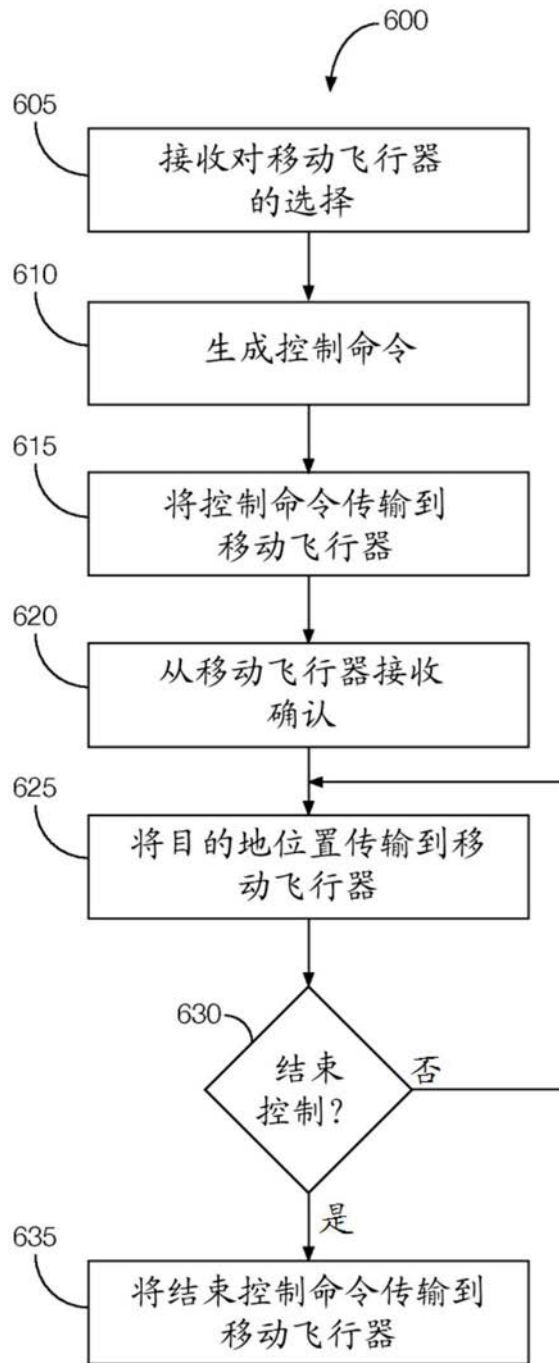 600
605
接收对移动飞行器
的选择
610
生成控制命令
615
将控制命令传输到
移动飞行器
620
从移动飞行器接收
确认
625
将目的地位置传输到移
动飞行器
630
结束
控制?
否
是
635
将结束控制命令传输到
移动飞行器